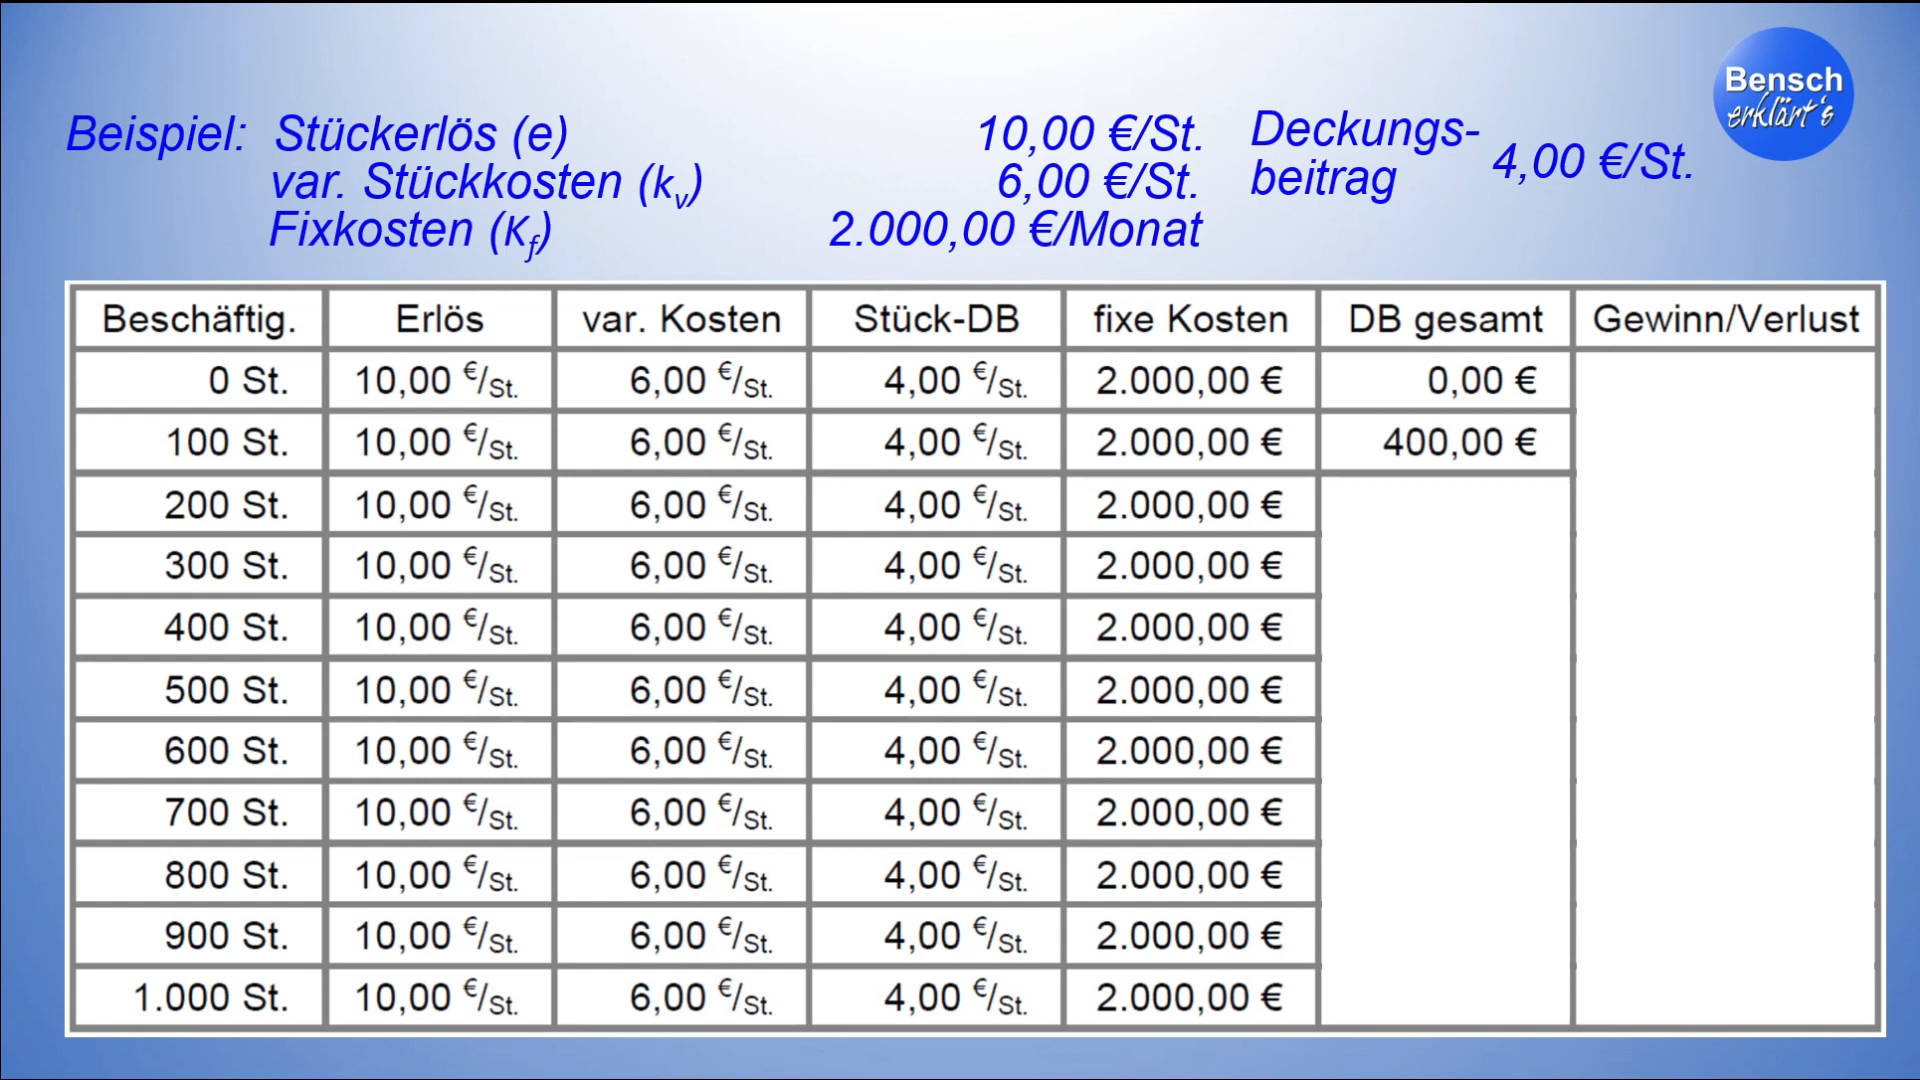 Bensch
erklärt's
Beispiel: Stückerlös (e) 10,00 €/St.
var. Stückkosten (kv) 6,00 €/St.
Fixkosten (Kf) 2.000,00 €/Monat
Deckungs-
beitrag 4,00 €/St.
Beschäftig. Erlös var. Kosten Stück-DB fixe Kosten DB gesamt Gewinn/Verlust
0 St. 10,00 €/St. 6,00 €/St. 4,00 €/St. 2.000,00 € 0,00 €
100 St. 10,00 €/St. 6,00 €/St. 4,00 €/St. 2.000,00 € 400,00 €
200 St. 10,00 €/St. 6,00 €/St. 4,00 €/St. 2.000,00 €
300 St. 10,00 €/St. 6,00 €/St. 4,00 €/St. 2.000,00 €
400 St. 10,00 €/St. 6,00 €/St. 4,00 €/St. 2.000,00 €
500 St. 10,00 €/St. 6,00 €/St. 4,00 €/St. 2.000,00 €
600 St. 10,00 €/St. 6,00 €/St. 4,00 €/St. 2.000,00 €
700 St. 10,00 €/St. 6,00 €/St. 4,00 €/St. 2.000,00 €
800 St. 10,00 €/St. 6,00 €/St. 4,00 €/St. 2.000,00 €
900 St. 10,00 €/St. 6,00 €/St. 4,00 €/St. 2.000,00 €
1.000 St. 10,00 €/St. 6,00 €/St. 4,00 €/St. 2.000,00 €